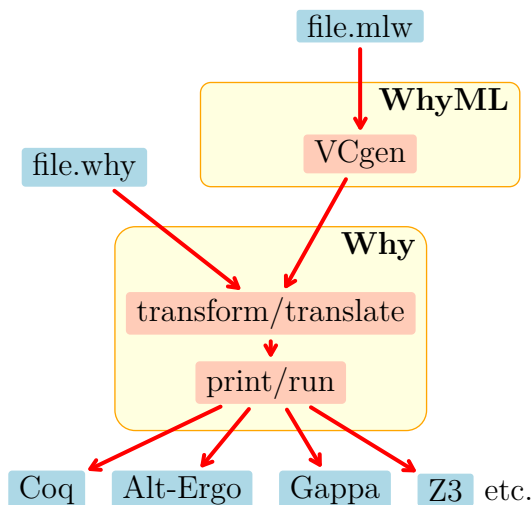 file.mlw
WhyML
VCgen
file.why
Why
transform/translate
print/run
Coq Alt-Ergo Gappa Z3 etc.